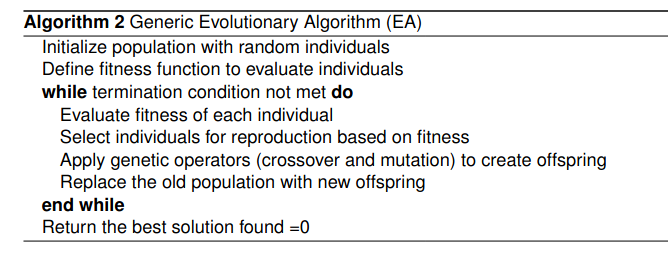 Algorithm 2 Generic Evolutionary Algorithm (EA)
Initialize population with random individuals
Define fitness function to evaluate individuals
while termination condition not met do
Evaluate fitness of each individual
Select individuals for reproduction based on fitness
Apply genetic operators (crossover and mutation) to create offspring
Replace the old population with new offspring
end while
Return the best solution found =0